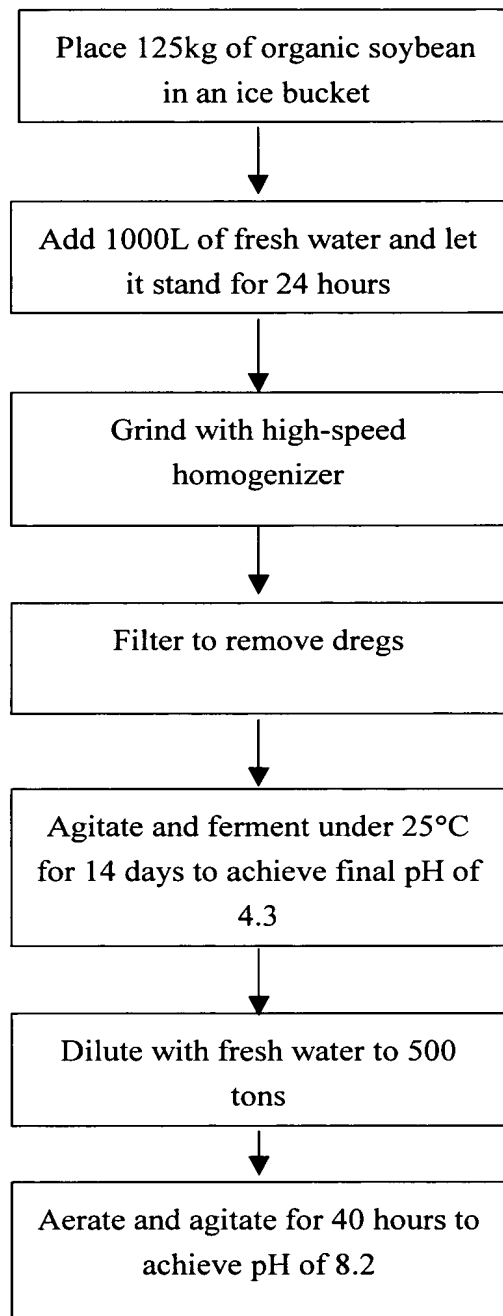 Place 125kg of organic soybean
in an ice bucket
Add 1000L of fresh water and let
it stand for 24 hours
Grind with high-speed
homogenizer
Filter to remove dregs
Agitate and ferment under 25°C
for 14 days to achieve final pH of
4.3
Dilute with fresh water to 500
tons
Aerate and agitate for 40 hours to
achieve pH of 8.2